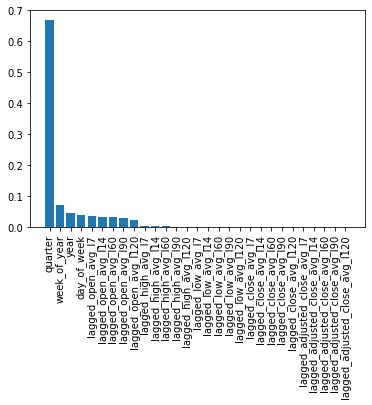 0.7
0.6
0.5
0.4
0.3
0.2
0.1
0.0
quarter
week_of_year
year
day_of_week
lagged_open_avg_l7
lagged_open_avg_l14
lagged_open_avg_l60
lagged_open_avg_l90
lagged_open_avg_l120
lagged_high_avg_l7
lagged_high_avg_l14
lagged_high_avg_l60
lagged_high_avg_l90
lagged_high_avg_l120
lagged_low_avg_l7
lagged_low_avg_l14
lagged_low_avg_l60
lagged_low_avg_l90
lagged_low_avg_l120
lagged_close_avg_l7
lagged_close_avg_l14
lagged_close_avg_l60
lagged_close_avg_l90
lagged_close_avg_l120
lagged_adjusted_close_avg_l7
lagged_adjusted_close_avg_l14
lagged_adjusted_close_avg_l60
lagged_adjusted_close_avg_l90
lagged_adjusted_close_avg_l120